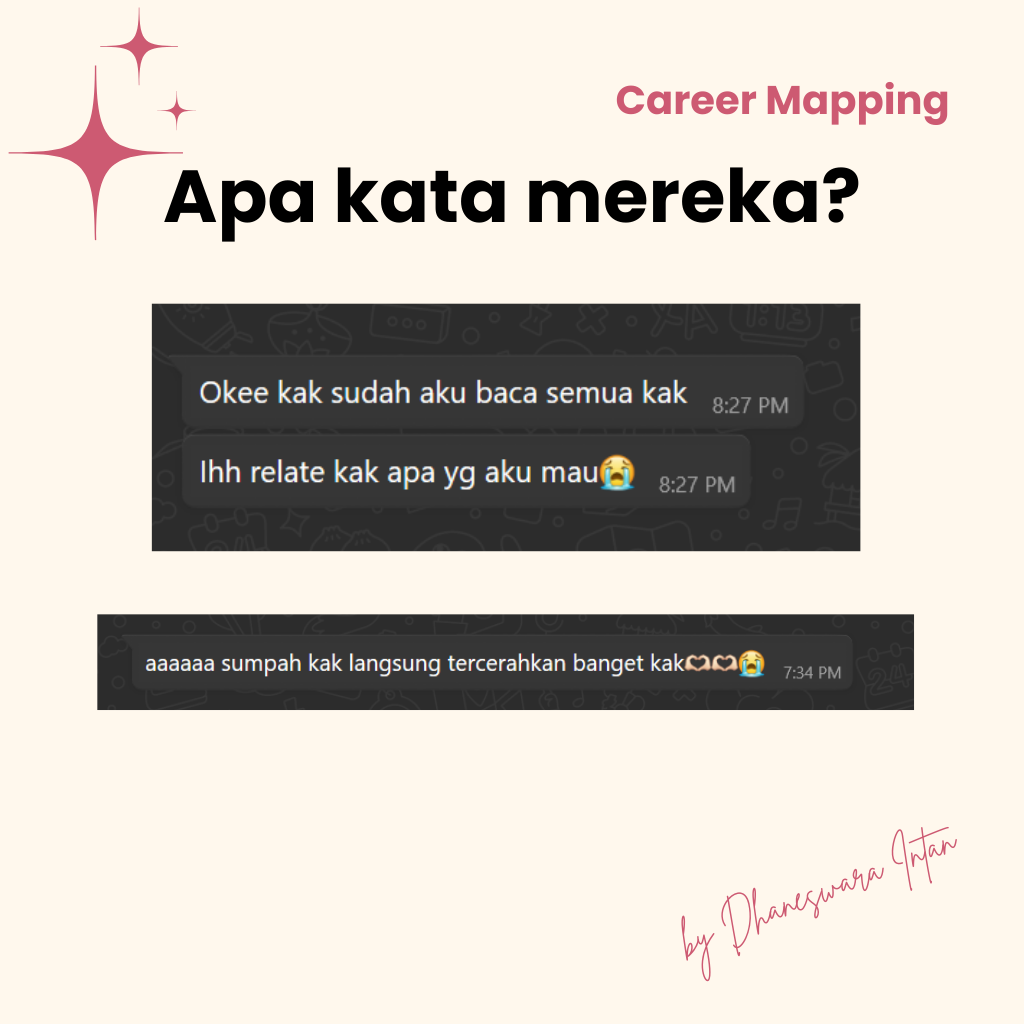 Career Mapping
Apa kata mereka?
Okee kak sudah aku baca semua kak 8:27 PM
Ihh relate kak apa yg aku mau😭 8:27 PM
aaaaaa sumpah kak langsung tercerahkan banget kak🫶🏻🫶🏻😭 7:34 PM
by Dhaneswara Intan